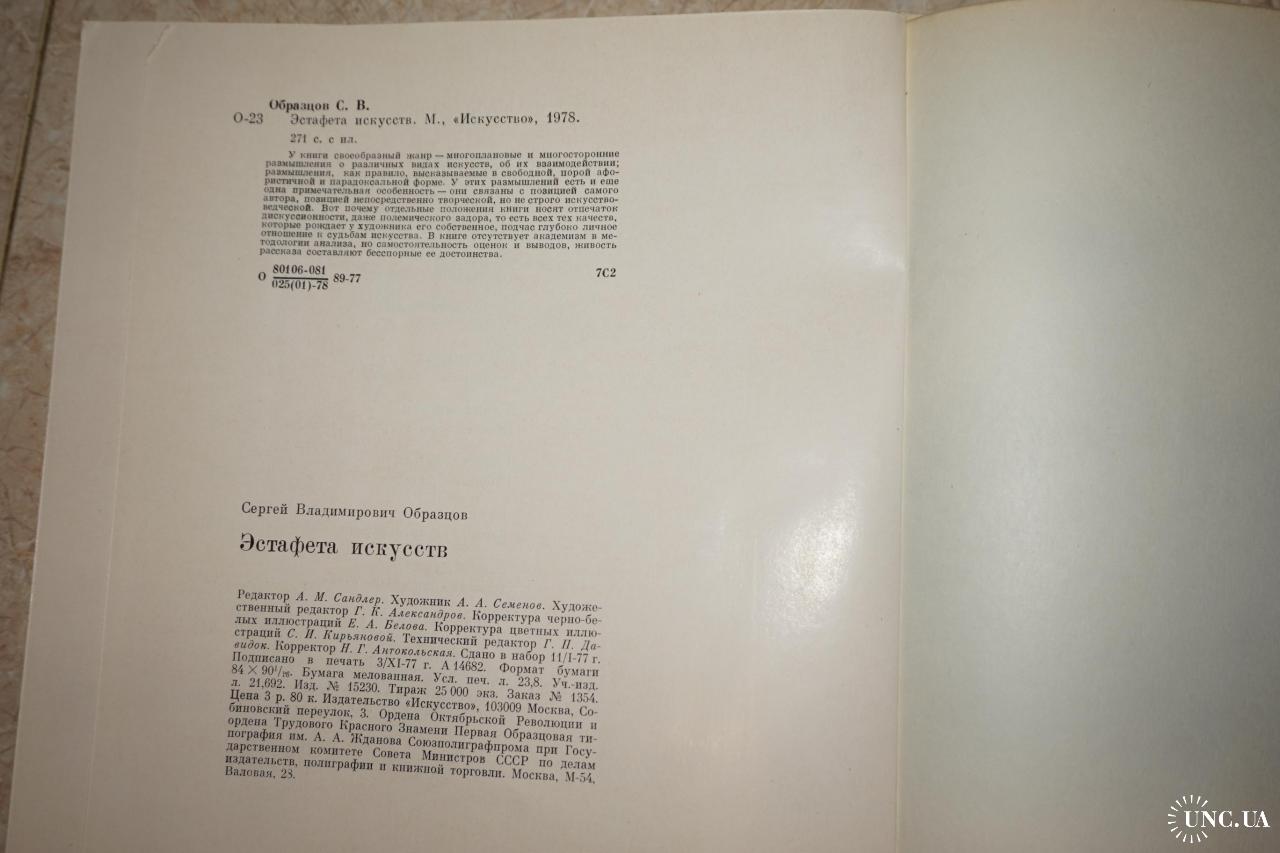 Образцов С. В.
О-23 Эстафета искусств. М., «Искусство», 1978.
271 с. с ил.
У книги своеобразный жанр — многоплановые и многосторонние
размышления о различных видах искусств, об их взаимодействии;
размышления, как правило, высказываемые в свободной, порой афо-
ристичной и парадоксальной форме. У этих размышлений есть и еще
одна примечательная особенность — они связаны с позицией самого
автора, позицией непосредственно творческой, но не строго искусство-
ведческой. Вот почему отдельные положения книги носят отпечаток
дискуссионности, даже полемического задора, то есть всех тех качеств,
которые рождает у художника его собственное, подчас глубоко личное
отношение к судьбам искусства. В книге отсутствует академизм в ме-
тодологии анализа, но самостоятельность оценок и выводов, живость
рассказа составляют бесспорные ее достоинства.
О 80106-081 / 025(01)-78 89-77 7С2
Сергей Владимирович Образцов
Эстафета искусств
Редактор А. М. Сандлер. Художник А. А. Семенов. Художе-
ственный редактор Г. К. Александров. Корректура черно-бе-
лых иллюстраций Е. А. Белова. Корректура цветных иллю-
страций С. И. Кирьяновой. Технический редактор Г. П. Да-
видок. Корректор Н. Г. Антокольская. Сдано в набор 11/I-77 г.
Подписано в печать 3/XI-77 г. А 14682. Формат бумаги
84 × 90 1/16. Бумага мелованная. Усл. печ. л. 23,8. Уч.-изд.
л. 21,692. Изд. № 15230. Тираж 25 000 экз. Заказ № 1354.
Цена 3 р. 80 к. Издательство «Искусство», 103009 Москва, Со-
биновский переулок, 3. Ордена Октябрьской Революции и
ордена Трудового Красного Знамени Первая Образцовая ти-
пография им. А. А. Жданова Союзполиграфпрома при Госу-
дарственном комитете Совета Министров СССР по делам
издательств, полиграфии и книжной торговли. Москва, М-54,
Валовая, 28.
UNC.UA